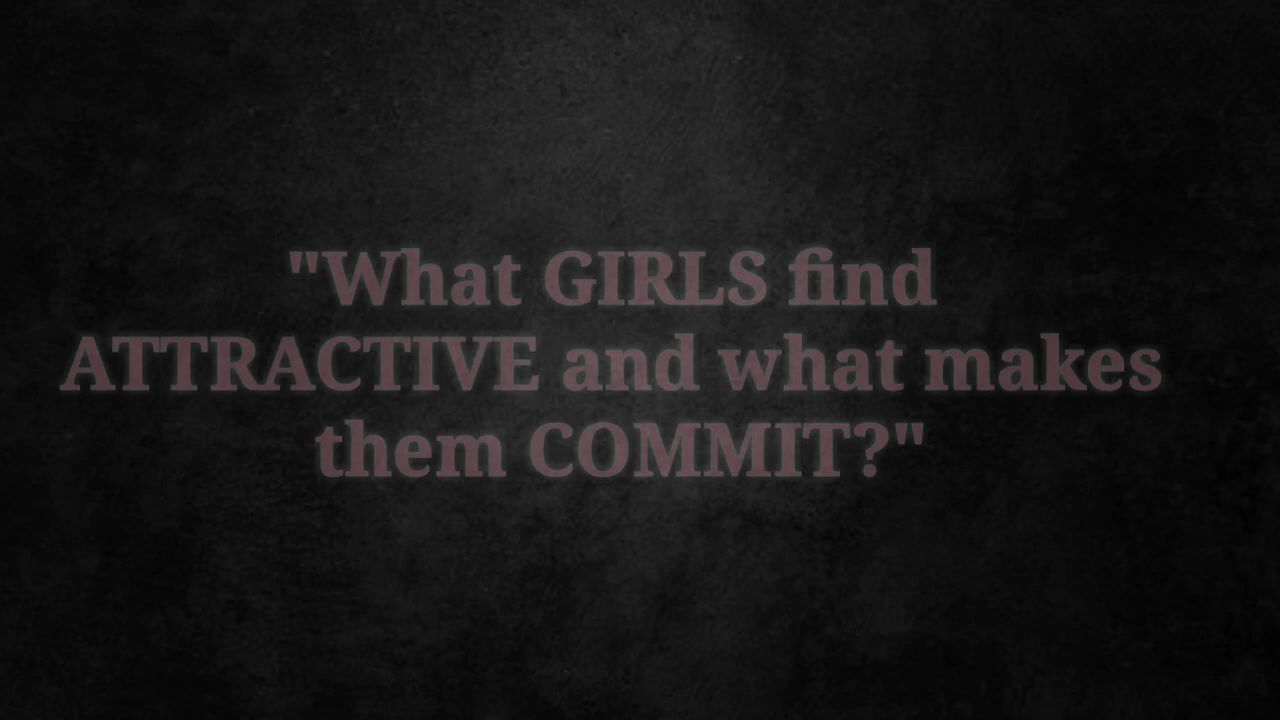 "What GIRLS find
ATTRACTIVE and what makes
them COMMIT?"